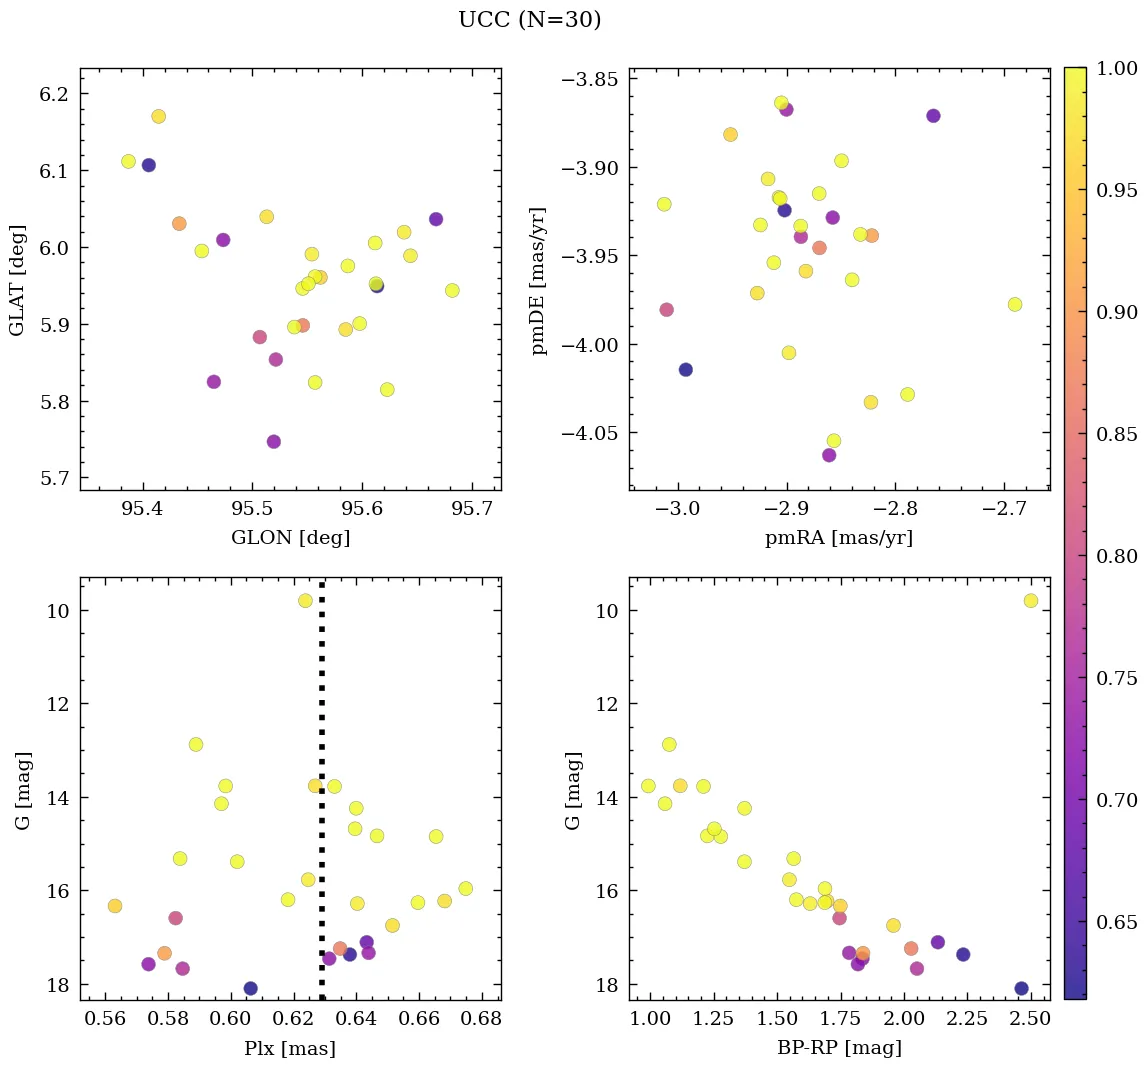 UCC (N=30)
6.2
6.1
6.0
5.9
5.8
5.7
GLAT [deg]
95.4 95.5 95.6 95.7
GLON [deg]
−3.85
−3.90
−3.95
−4.00
−4.05
pmDE [mas/yr]
−3.0 −2.9 −2.8 −2.7
pmRA [mas/yr]
10
12
14
16
18
G [mag]
0.56 0.58 0.60 0.62 0.64 0.66 0.68
Plx [mas]
10
12
14
16
18
G [mag]
1.00 1.25 1.50 1.75 2.00 2.25 2.50
BP-RP [mag]
1.00
0.95
0.90
0.85
0.80
0.75
0.70
0.65